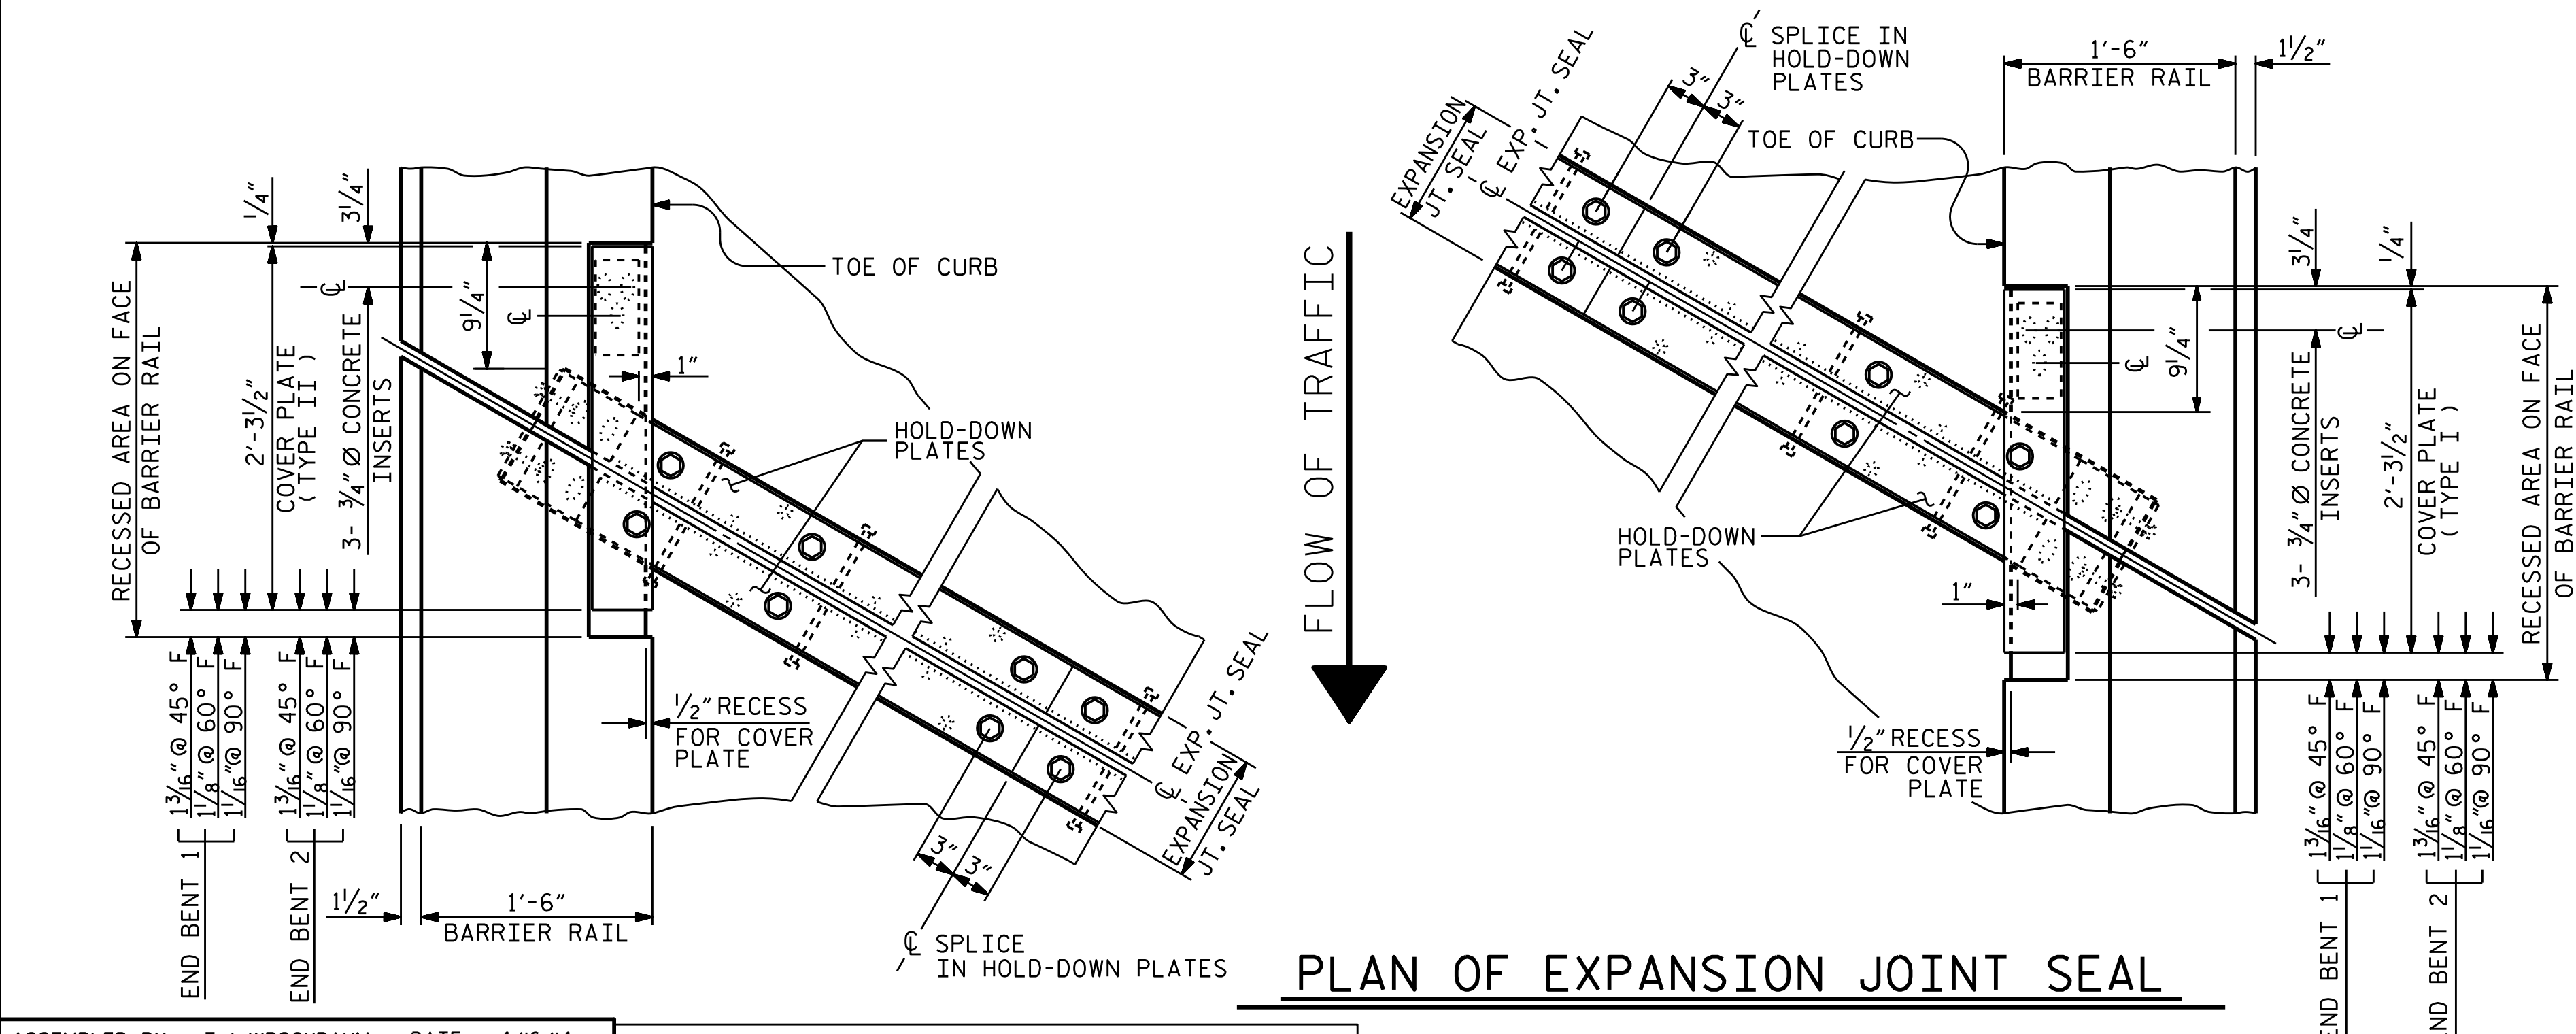 RECESSED AREA ON FACE
OF BARRIER RAIL
1/4"
2'-3 1/2"
COVER PLATE
( TYPE II )
3 1/4"
℄
3- 3/4" Ø CONCRETE
INSERTS
9 1/4"
℄
1"
TOE OF CURB
HOLD-DOWN
PLATES
1/2" RECESS
FOR COVER
PLATE
1 3/16" @ 45° F
1 1/8" @ 60° F
1 1/16" @ 90° F
END BENT 1
1 3/16" @ 45° F
1 1/8" @ 60° F
1 1/16" @ 90° F
END BENT 2
1 1/2"
1'-6"
BARRIER RAIL
3"
3"
℄ SPLICE
IN HOLD-DOWN PLATES
℄ EXP. JT. SEAL
EXPANSION
JT. SEAL
FLOW OF TRAFFIC
EXPANSION
JT. SEAL
℄ EXP. JT. SEAL
3"
3"
℄ SPLICE IN
HOLD-DOWN
PLATES
TOE OF CURB
1'-6"
BARRIER RAIL
1 1/2"
HOLD-DOWN
PLATES
1"
1/2" RECESS
FOR COVER
PLATE
9 1/4"
℄
3 1/4"
℄
3- 3/4" Ø CONCRETE
INSERTS
1/4"
2'-3 1/2"
COVER PLATE
( TYPE I )
RECESSED AREA ON FACE
OF BARRIER RAIL
1 3/16" @ 45° F
1 1/8" @ 60° F
1 1/16" @ 90° F
END BENT 1
1 3/16" @ 45° F
1 1/8" @ 60° F
1 1/16" @ 90° F
END BENT 2
PLAN OF EXPANSION JOINT SEAL